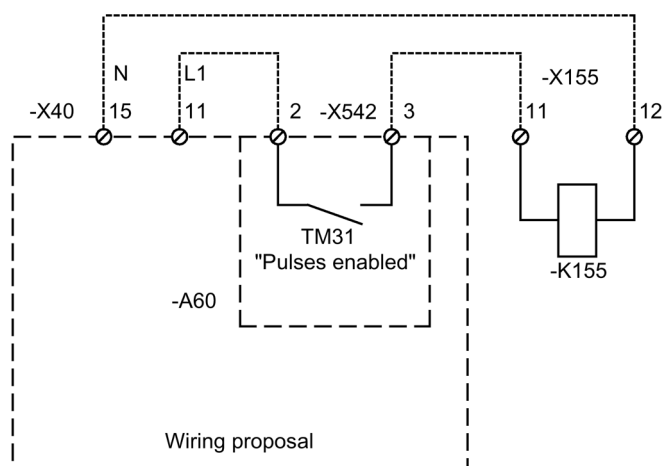 N L1 -X155
-X40 15 11 2 -X542 3 11 12
TM31
"Pulses enabled"
-K155
-A60
Wiring proposal